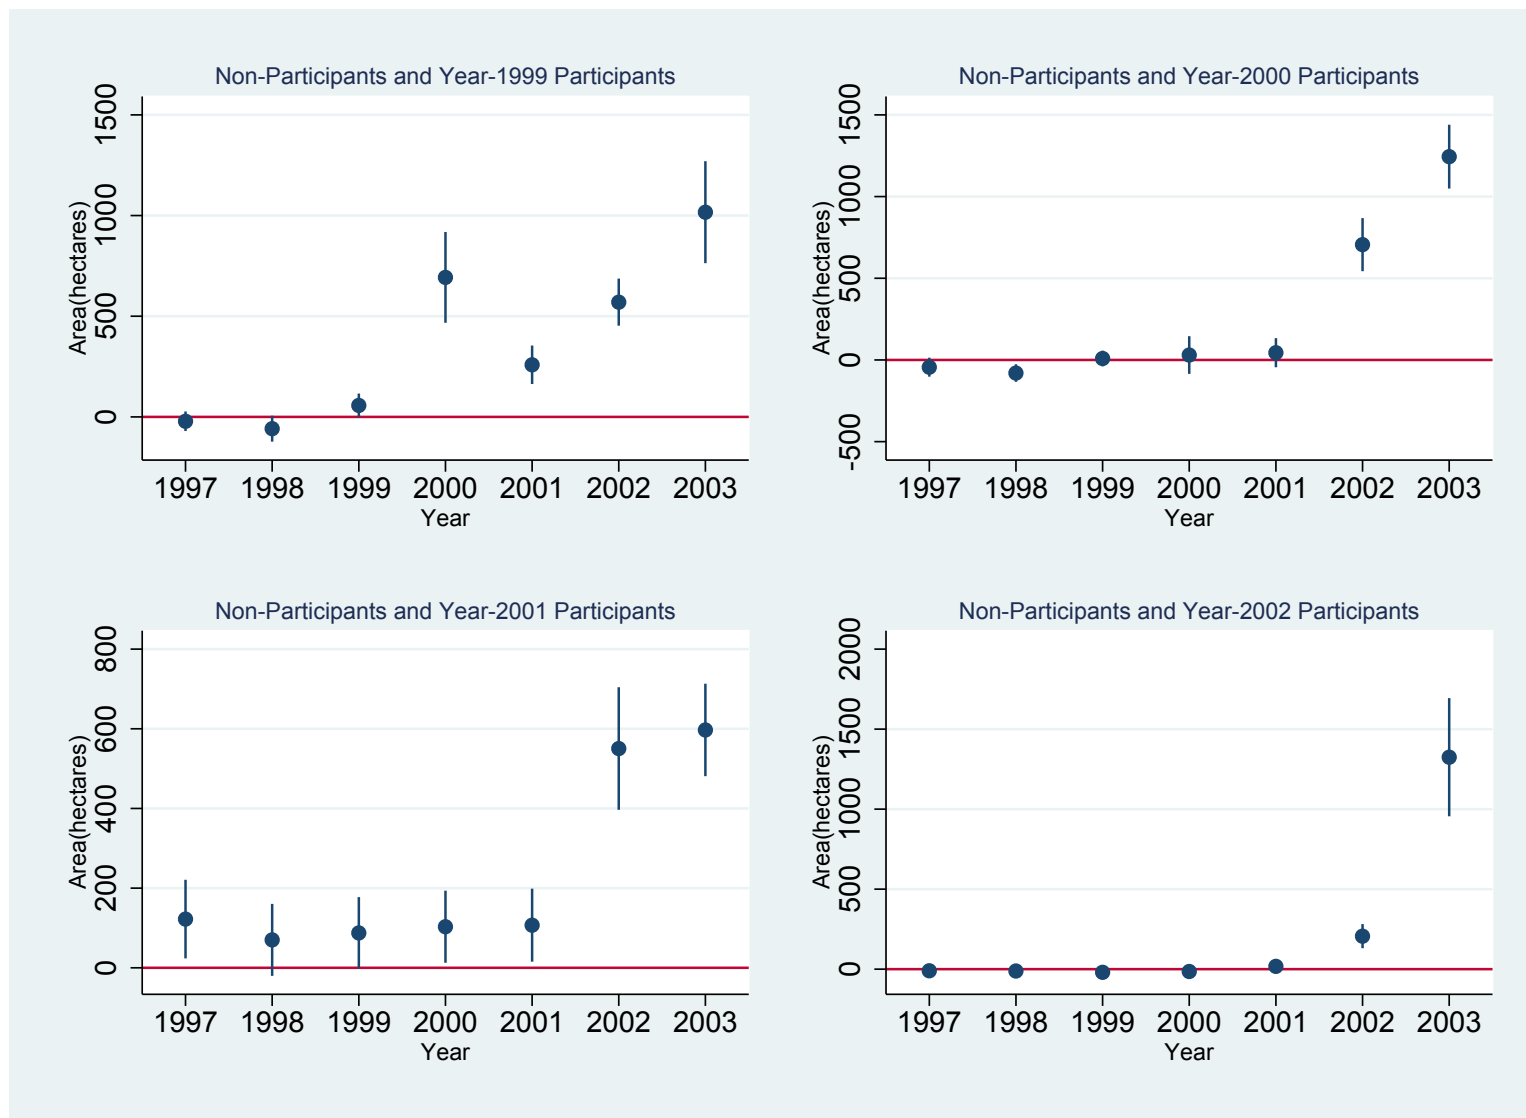 Non-Participants and Year-1999 Participants
Area(hectares)
1500
1000
500
0
1997 1998 1999 2000 2001 2002 2003
Year
Non-Participants and Year-2000 Participants
Area(hectares)
1500
1000
500
0
-500
1997 1998 1999 2000 2001 2002 2003
Year
Non-Participants and Year-2001 Participants
Area(hectares)
800
600
400
200
0
1997 1998 1999 2000 2001 2002 2003
Year
Non-Participants and Year-2002 Participants
Area(hectares)
2000
1500
1000
500
0
1997 1998 1999 2000 2001 2002 2003
Year